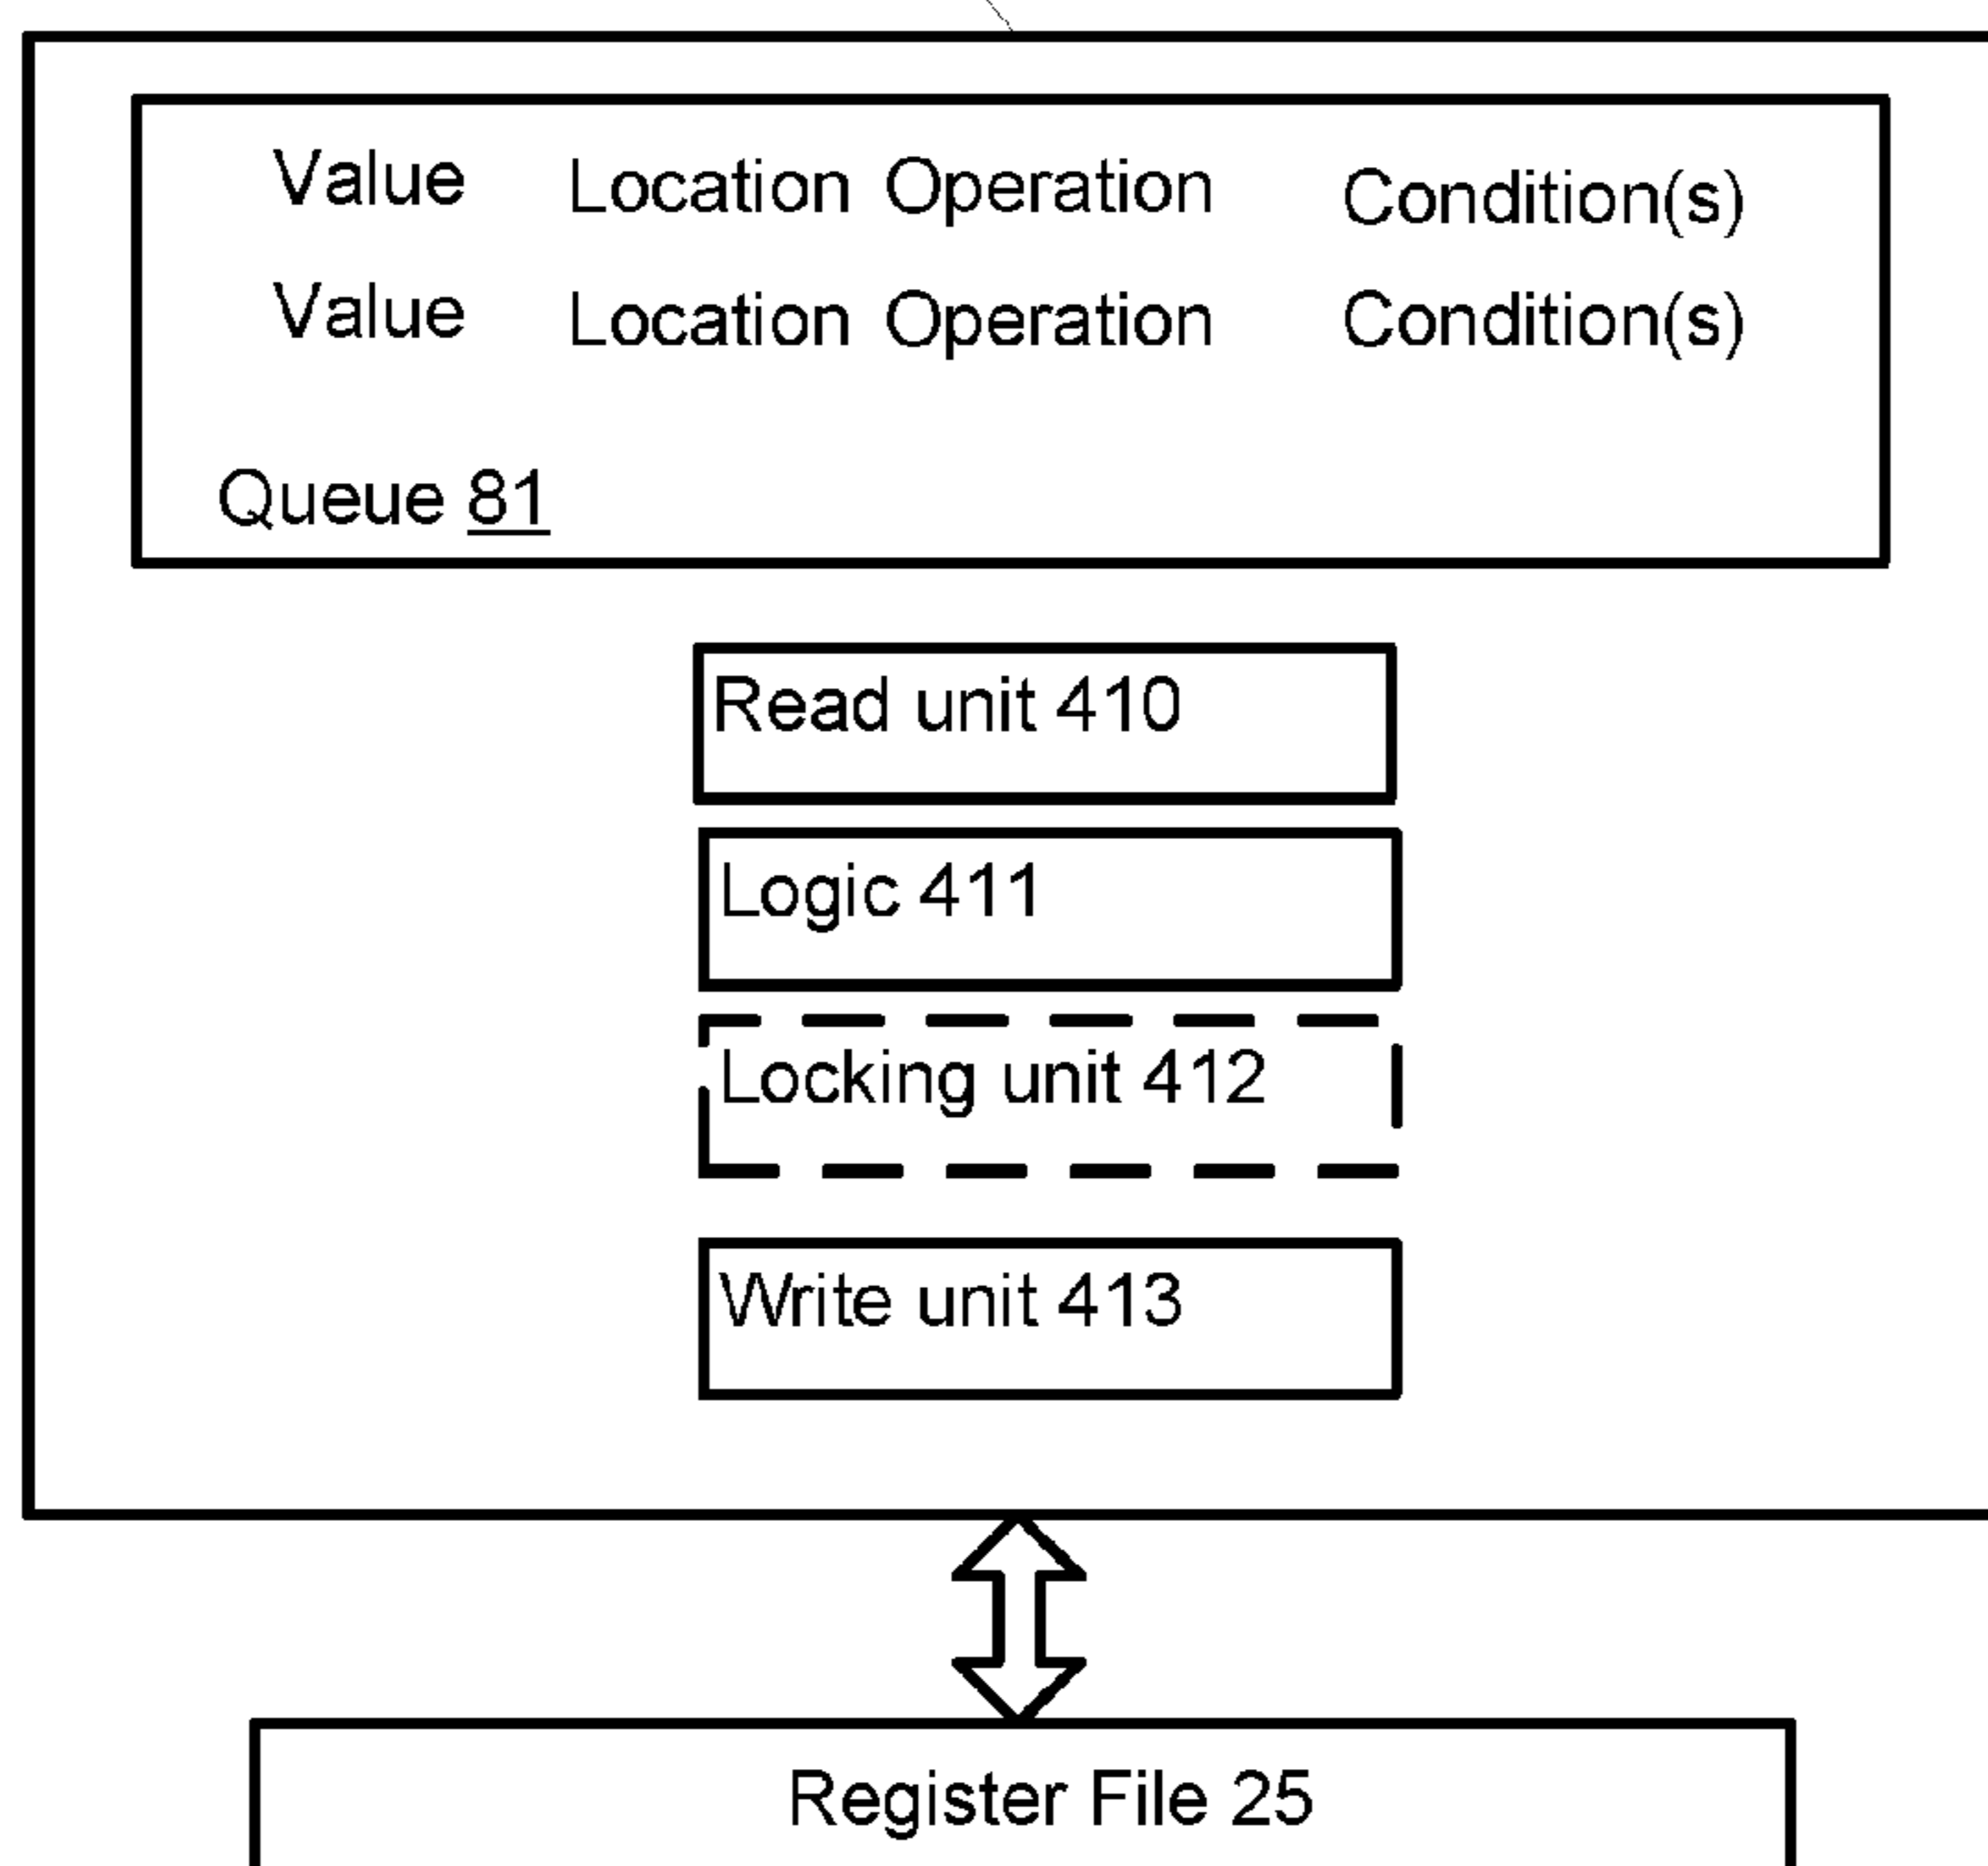 Value Location Operation Condition(s)
Value Location Operation Condition(s)
Queue 81
Read unit 410
Logic 411
Locking unit 412
Write unit 413
Register File 25